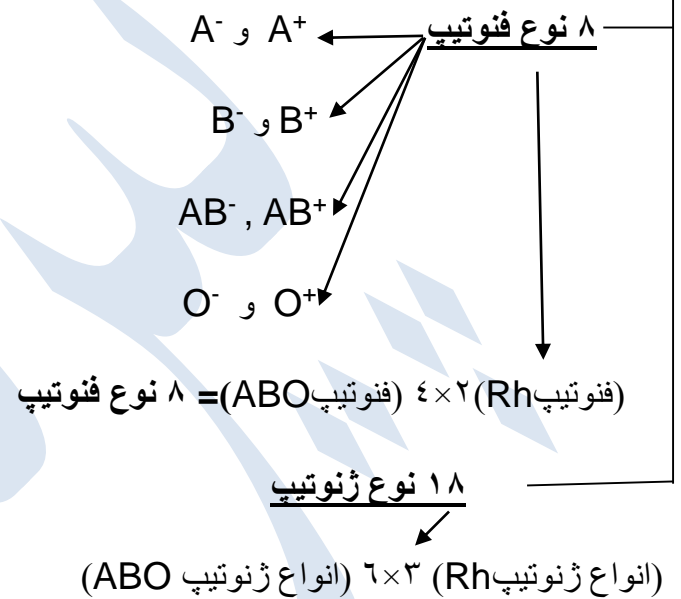 ۸ نوع فنوتیپ
A⁺ و A⁻
B⁺ و B⁻
AB⁻ , AB⁺
O⁺ و O⁻
(فنوتیپRh)۲×٤ (فنوتیپABO)= ۸ نوع فنوتیپ
۱۸ نوع ژنوتیپ
(انواع ژنوتیپRh) ۳×٦ (انواع ژنوتیپ ABO)